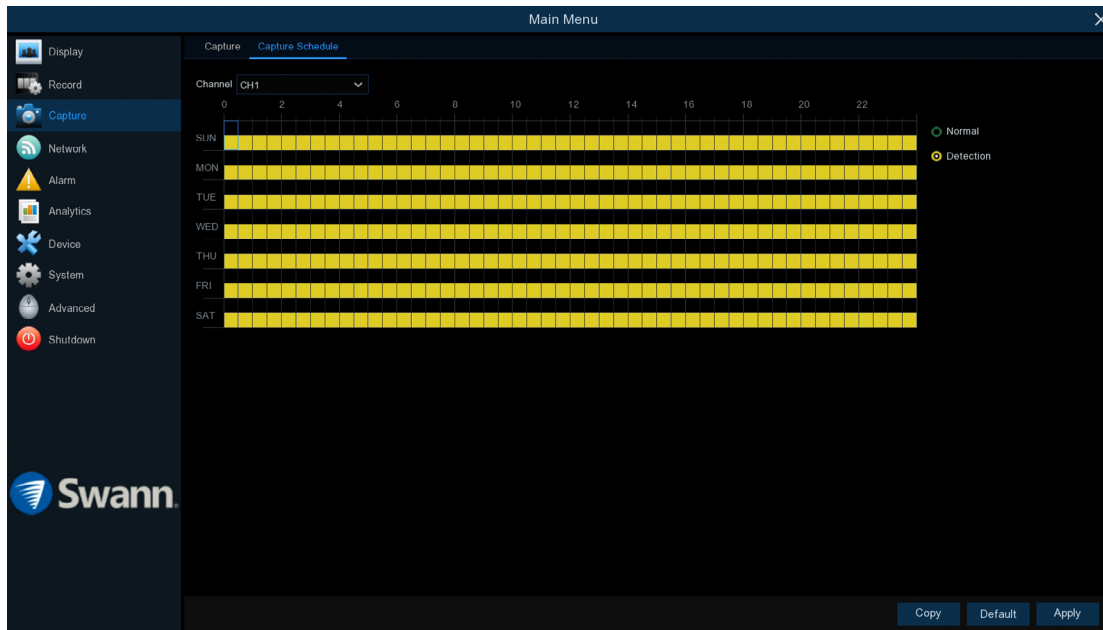 Main Menu
Display
Record
Capture
Network
Alarm
Analytics
Device
System
Advanced
Shutdown
Swann
Capture Capture Schedule
Channel CH1
0 2 4 6 8 10 12 14 16 18 20 22
SUN
MON
TUE
WED
THU
FRI
SAT
Normal
Detection
Copy Default Apply